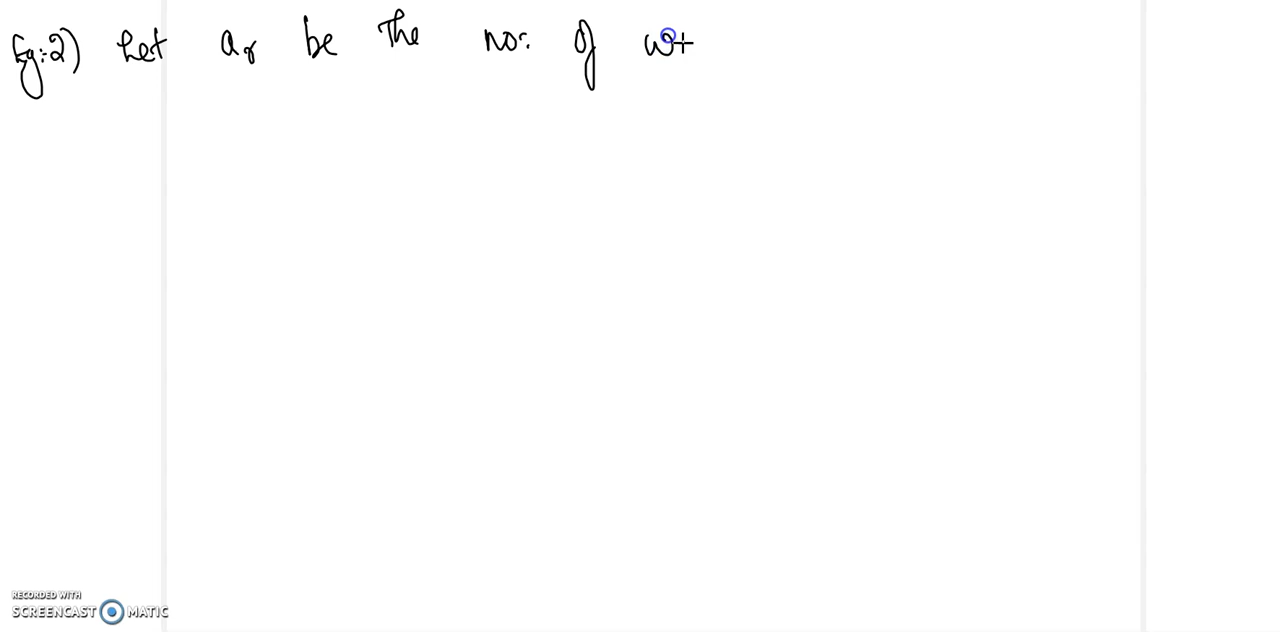 Eg:-2) Let ar be the no: of
RECORDED WITH
SCREENCAST MATIC